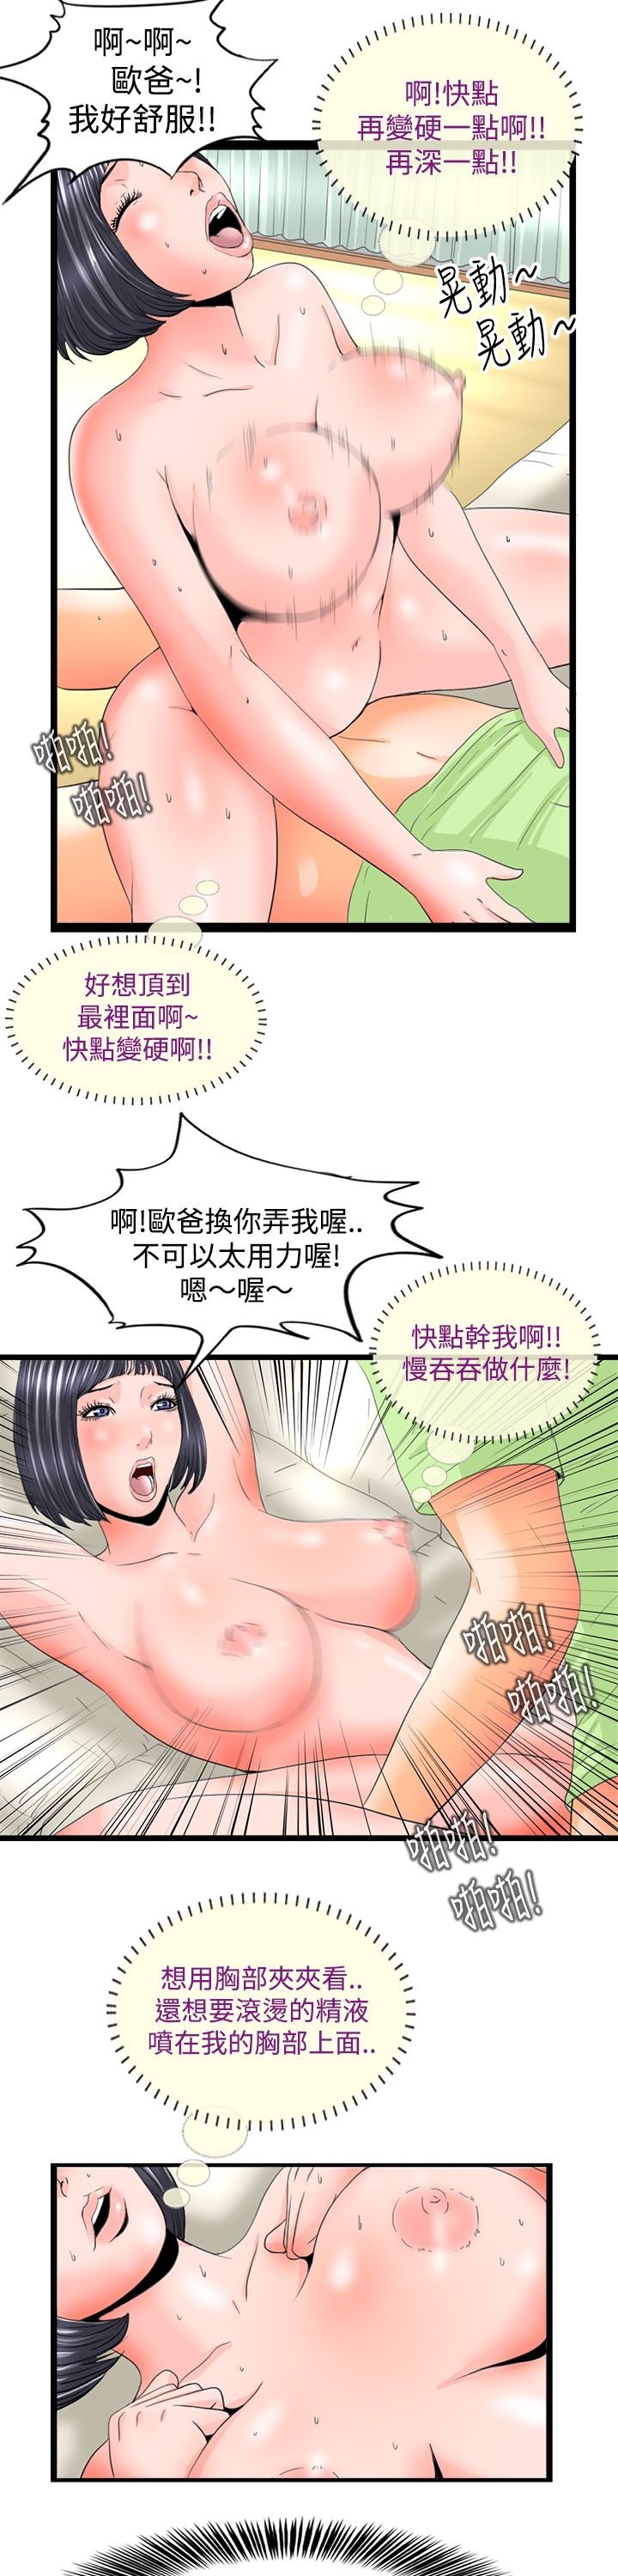 啊~啊~
歐爸~!
我好舒服!!
啊!快點
再變硬一點啊!!
再深一點!!
晃動~
晃動~
啪啪!
啪啪!
好想頂到
最裡面啊~
快點變硬啊!!
啊!歐爸換你弄我喔..
不可以太用力喔!
嗯～喔～
快點幹我啊!!
慢吞吞做什麼!
啪啪!
啪啪!
啪啪!
啪啪!
想用胸部夾夾看..
還想要滾燙的精液
噴在我的胸部上面..